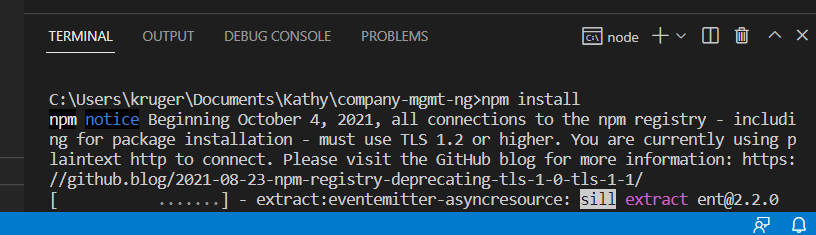 TERMINAL OUTPUT DEBUG CONSOLE PROBLEMS node
C:\Users\kruger\Documents\Kathy\company-mgmt-ng>npm install
npm notice Beginning October 4, 2021, all connections to the npm registry - includi
ng for package installation - must use TLS 1.2 or higher. You are currently using p
laintext http to connect. Please visit the GitHub blog for more information: https:
//github.blog/2021-08-23-npm-registry-deprecating-tls-1-0-tls-1-1/
[ .......] - extract:eventemitter-asyncresource: sill extract ent@2.2.0